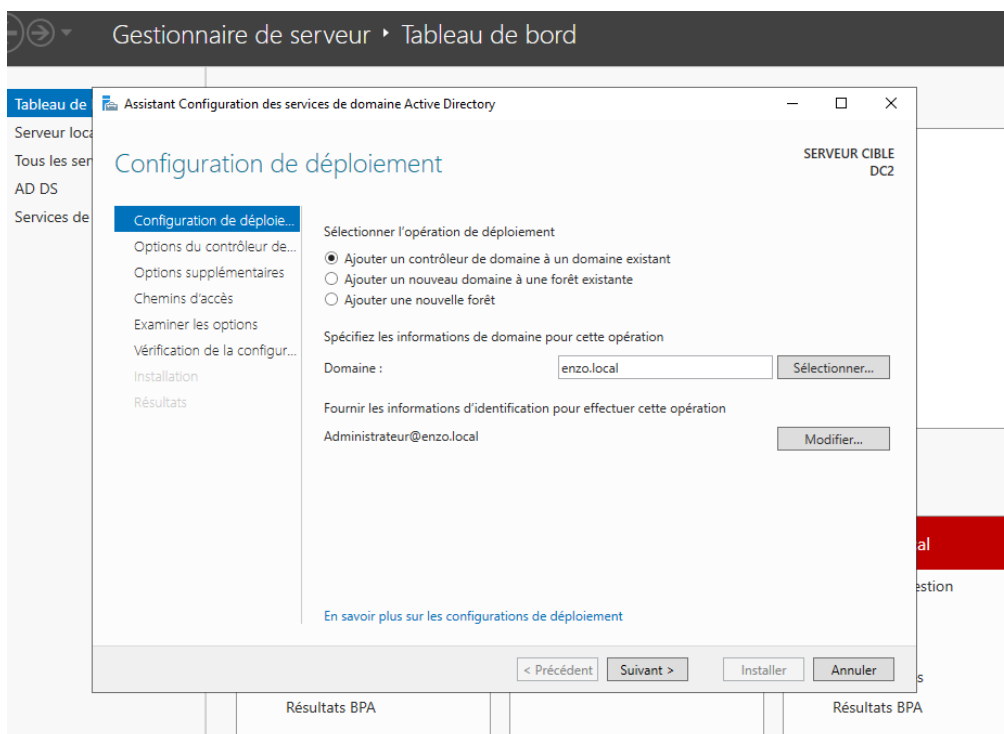 Gestionnaire de serveur ‣ Tableau de bord
Tableau de
Serveur loca
Tous les ser
AD DS
Services de
Assistant Configuration des services de domaine Active Directory
Configuration de déploiement
SERVEUR CIBLE
DC2
Configuration de déploie...
Options du contrôleur de...
Options supplémentaires
Chemins d'accès
Examiner les options
Vérification de la configur...
Installation
Résultats
Sélectionner l'opération de déploiement
Ajouter un contrôleur de domaine à un domaine existant
Ajouter un nouveau domaine à une forêt existante
Ajouter une nouvelle forêt
Spécifiez les informations de domaine pour cette opération
Domaine : enzo.local Sélectionner...
Fournir les informations d'identification pour effectuer cette opération
Administrateur@enzo.local Modifier...
En savoir plus sur les configurations de déploiement
< Précédent Suivant > Installer Annuler
al
estion
s
Résultats BPA Résultats BPA